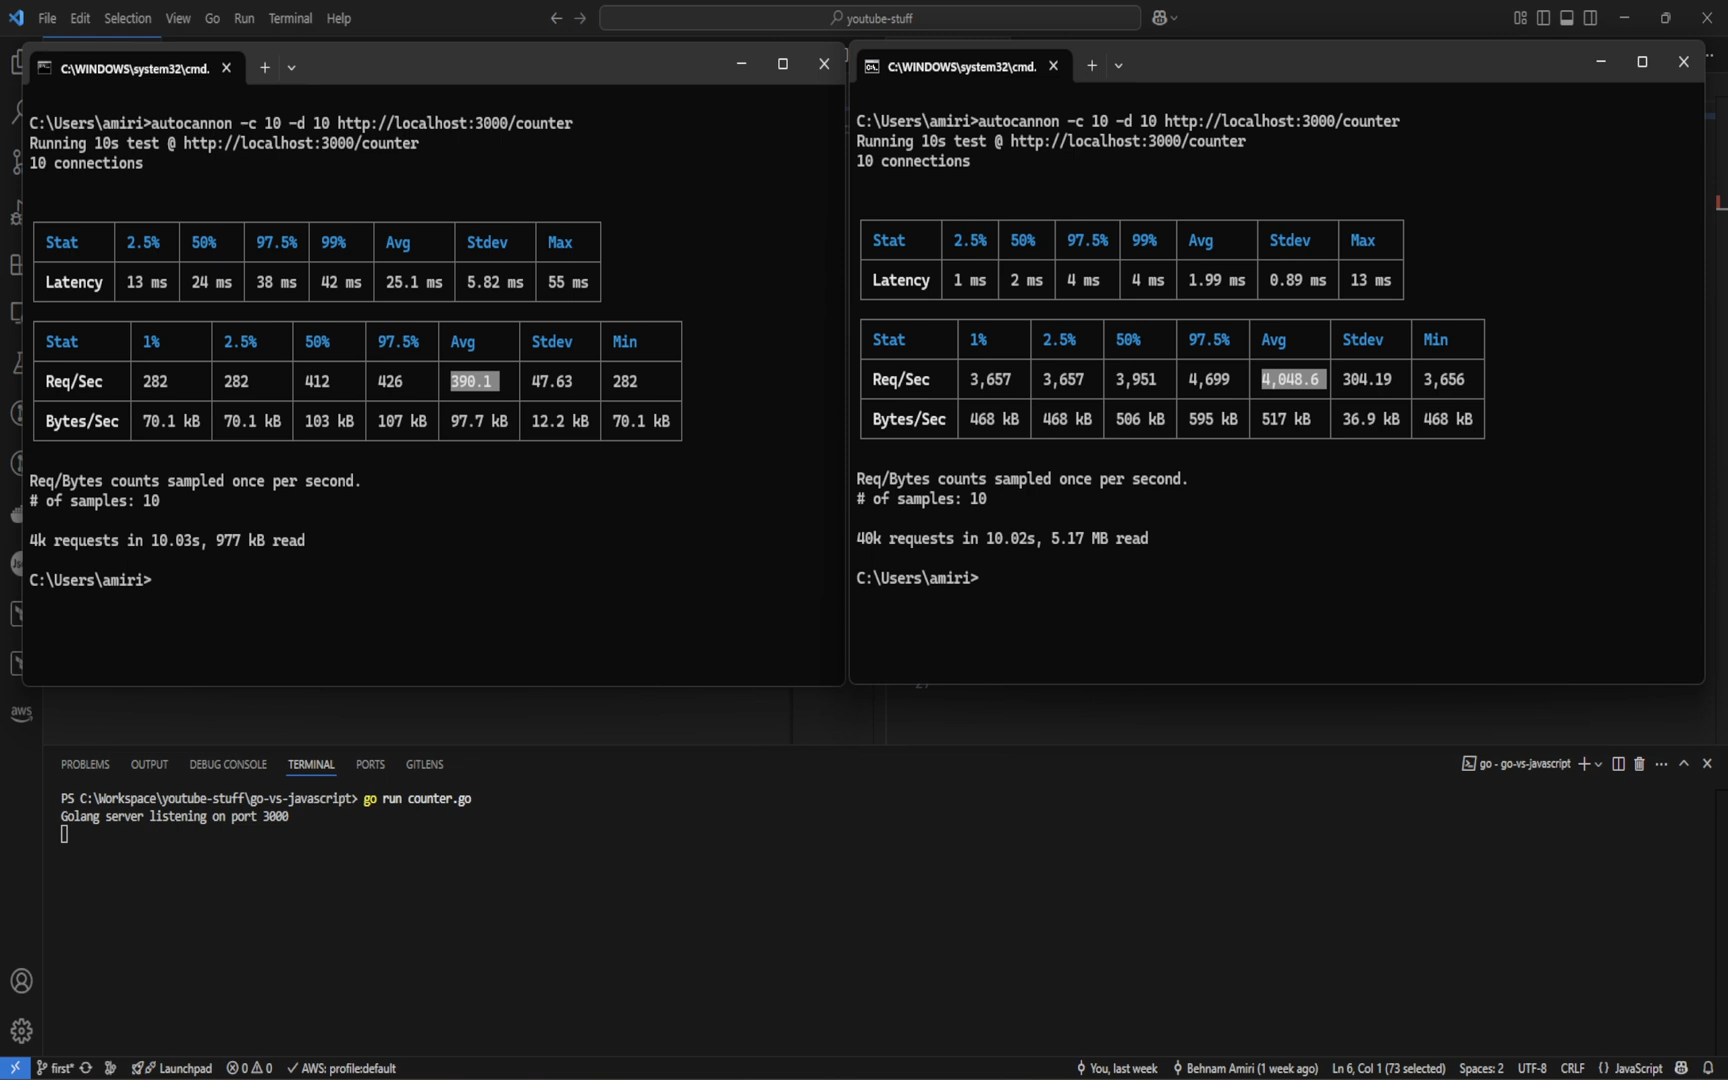 File Edit Selection View Go Run Terminal Help
youtube-stuff
C:\WINDOWS\system32\cmd.
C:\Users\amiri>autocannon -c 10 -d 10 http://localhost:3000/counter
Running 10s test @ http://localhost:3000/counter
10 connections
Stat 2.5% 50% 97.5% 99% Avg Stdev Max
Latency 13 ms 24 ms 38 ms 42 ms 25.1 ms 5.82 ms 55 ms
Stat 1% 2.5% 50% 97.5% Avg Stdev Min
Req/Sec 282 282 412 426 390.1 47.63 282
Bytes/Sec 70.1 kB 70.1 kB 103 kB 107 kB 97.7 kB 12.2 kB 70.1 kB
Req/Bytes counts sampled once per second.
# of samples: 10
4k requests in 10.03s, 977 kB read
C:\Users\amiri>
C:\WINDOWS\system32\cmd.
C:\Users\amiri>autocannon -c 10 -d 10 http://localhost:3000/counter
Running 10s test @ http://localhost:3000/counter
10 connections
Stat 2.5% 50% 97.5% 99% Avg Stdev Max
Latency 1 ms 2 ms 4 ms 4 ms 1.99 ms 0.89 ms 13 ms
Stat 1% 2.5% 50% 97.5% Avg Stdev Min
Req/Sec 3,657 3,657 3,951 4,699 4,048.6 304.19 3,656
Bytes/Sec 468 kB 468 kB 506 kB 595 kB 517 kB 36.9 kB 468 kB
Req/Bytes counts sampled once per second.
# of samples: 10
40k requests in 10.02s, 5.17 MB read
C:\Users\amiri>
aws
PROBLEMS OUTPUT DEBUG CONSOLE TERMINAL PORTS GITLENS
go - go-vs-javascript
PS C:\Workspace\youtube-stuff\go-vs-javascript> go run counter.go
Golang server listening on port 3000
first* Launchpad 0 0 AWS: profile:default
You, last week Behnam Amiri (1 week ago) Ln 6, Col 1 (73 selected) Spaces: 2 UTF-8 CRLF {} JavaScript